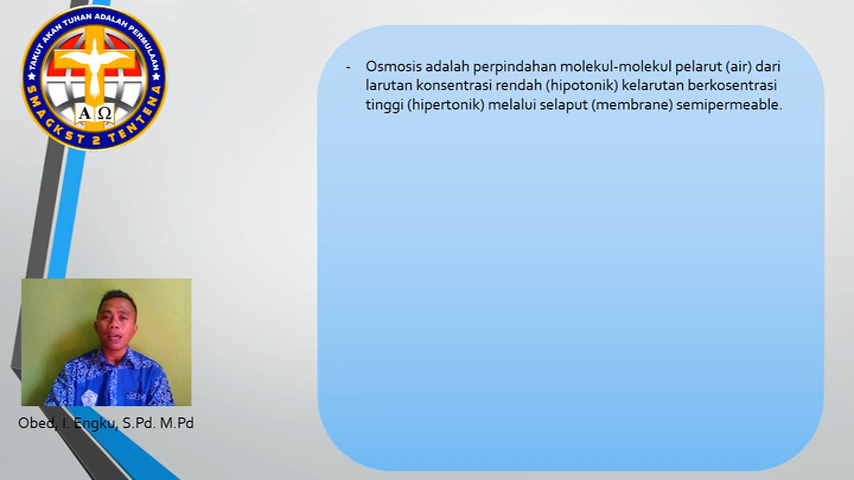 TAKUT AKAN TUHAN ADALAH PERMULAAN
A Ω
SMAGKST 2 TENTENA
- Osmosis adalah perpindahan molekul-molekul pelarut (air) dari
larutan konsentrasi rendah (hipotonik) kelarutan berkosentrasi
tinggi (hipertonik) melalui selaput (membrane) semipermeable.
Obed, I. Engku, S.Pd. M.Pd